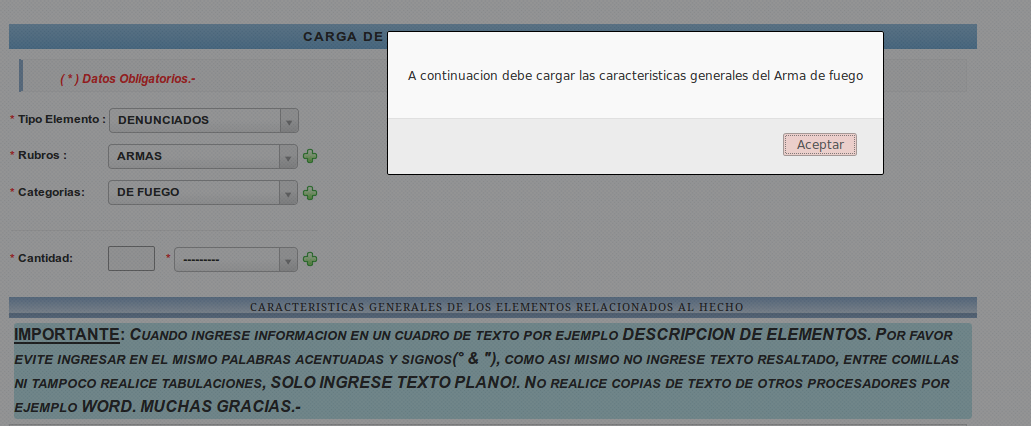 CARGA DE
A continuacion debe cargar las caracteristicas generales del Arma de fuego
Aceptar
( * ) Datos Obligatorios.-
* Tipo Elemento : DENUNCIADOS
* Rubros : ARMAS
* Categorias: DE FUEGO
* Cantidad: * ---------
CARACTERISTICAS GENERALES DE LOS ELEMENTOS RELACIONADOS AL HECHO
IMPORTANTE: CUANDO INGRESE INFORMACION EN UN CUADRO DE TEXTO POR EJEMPLO DESCRIPCION DE ELEMENTOS. POR FAVOR
EVITE INGRESAR EN EL MISMO PALABRAS ACENTUADAS Y SIGNOS(° & "), COMO ASI MISMO NO INGRESE TEXTO RESALTADO, ENTRE COMILLAS
NI TAMPOCO REALICE TABULACIONES, SOLO INGRESE TEXTO PLANO!. NO REALICE COPIAS DE TEXTO DE OTROS PROCESADORES POR
EJEMPLO WORD. MUCHAS GRACIAS.-